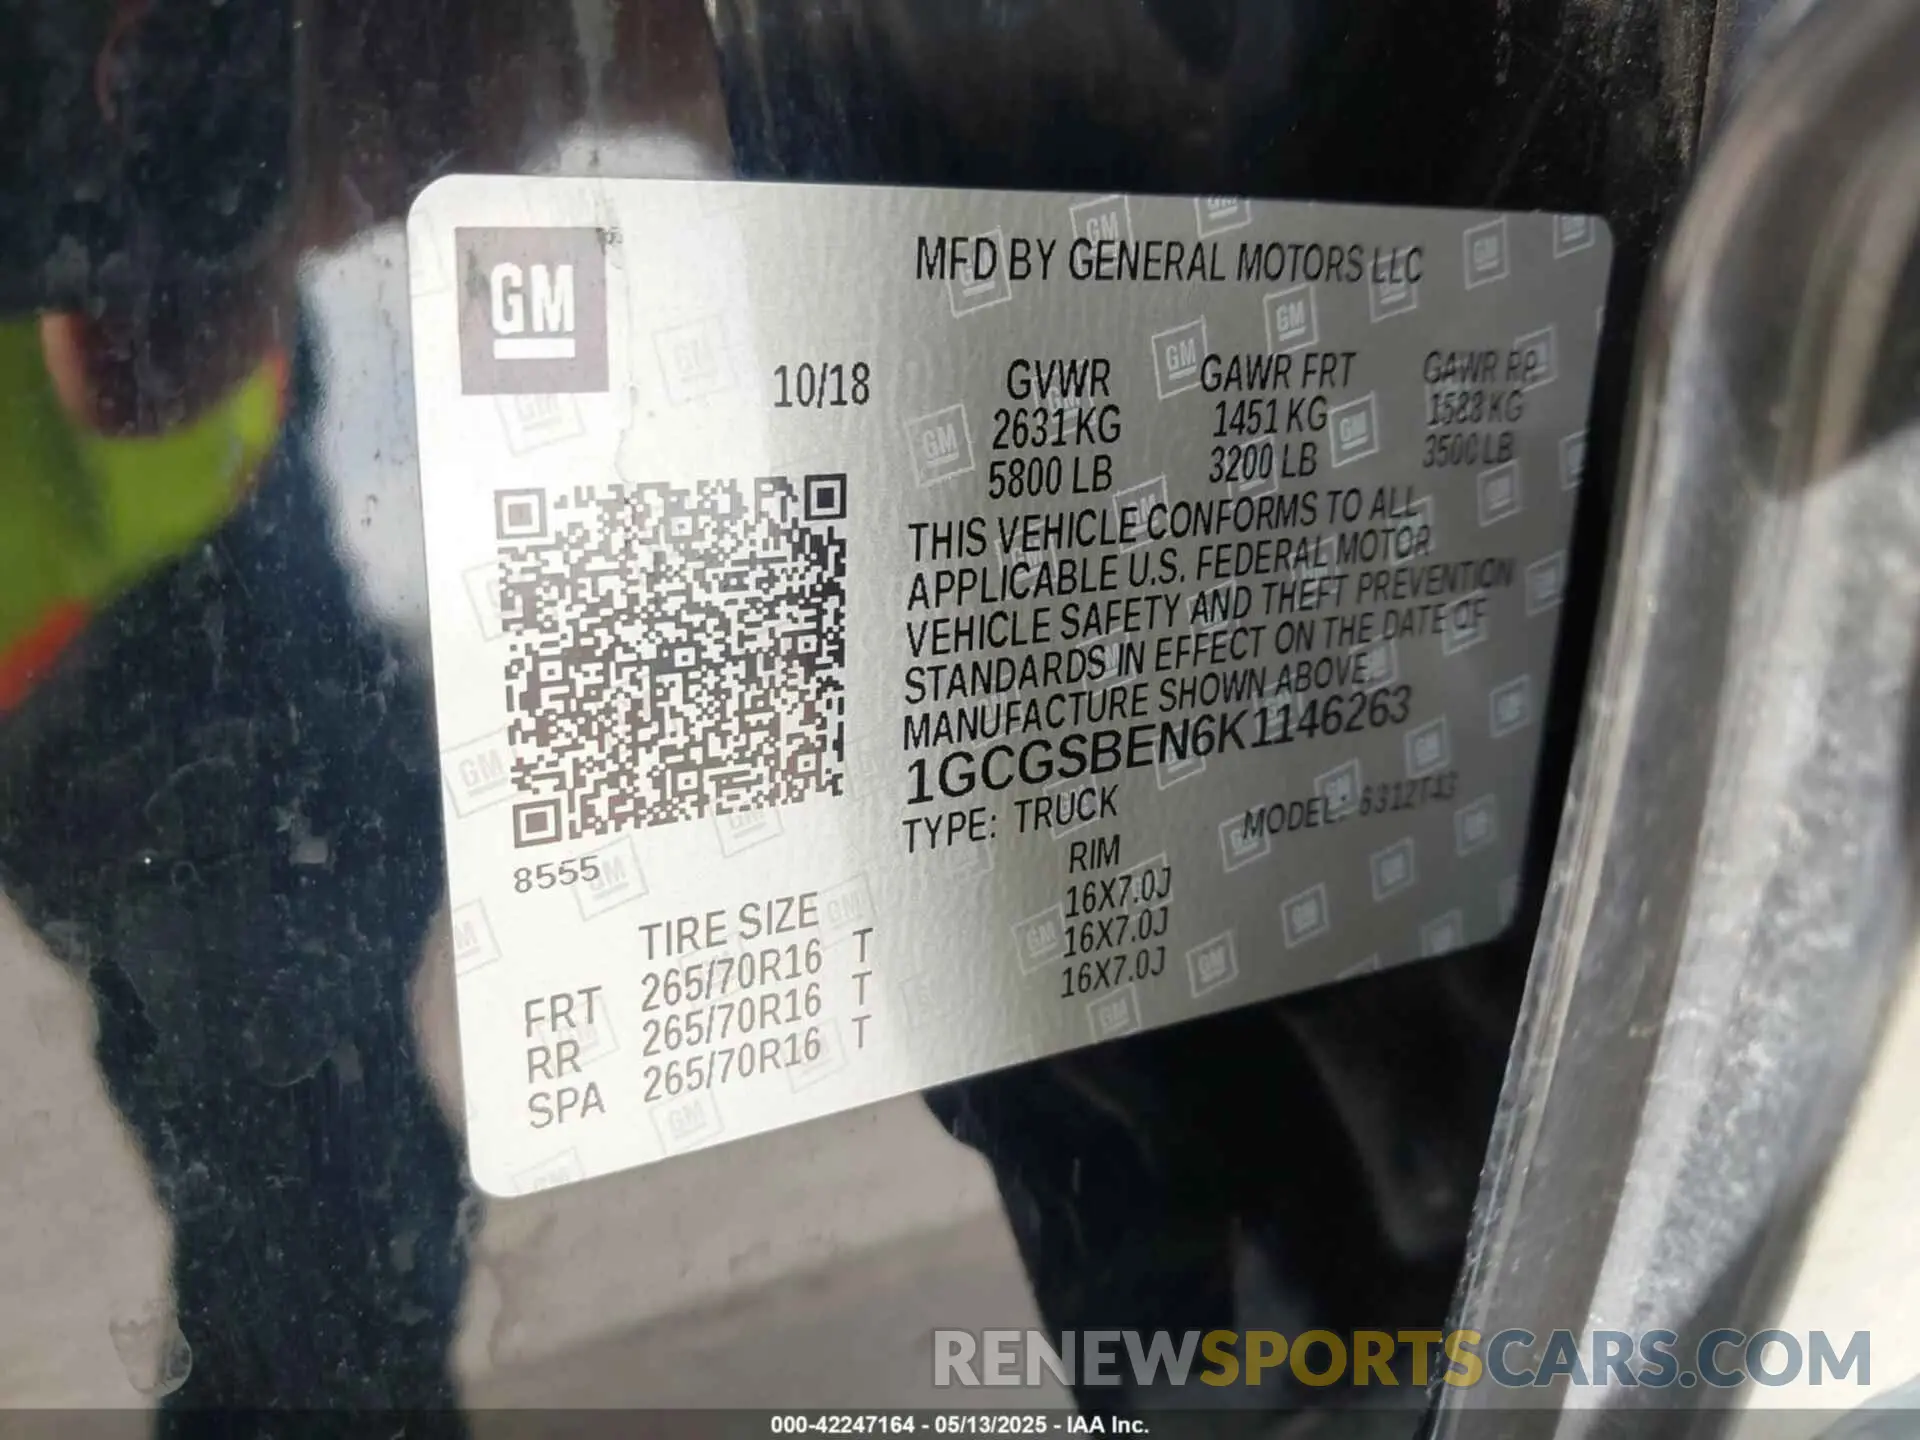 GM
MFD BY GENERAL MOTORS LLC
10/18
GVWR GAWR FRT GAWR RR
2631 KG 1451 KG 1588 KG
5800 LB 3200 LB 3500 LB
THIS VEHICLE CONFORMS TO ALL
APPLICABLE U.S. FEDERAL MOTOR
VEHICLE SAFETY AND THEFT PREVENTION
STANDARDS IN EFFECT ON THE DATE OF
MANUFACTURE SHOWN ABOVE.
1GCGSBEN6K1146263
TYPE: TRUCK MODEL: 6312T43
8555
TIRE SIZE RIM
FRT 265/70R16 T 16X7.0J
RR 265/70R16 T 16X7.0J
SPA 265/70R16 T 16X7.0J
RENEWSPORTSCARS.COM
000-42247164 - 05/13/2025 - IAA Inc.